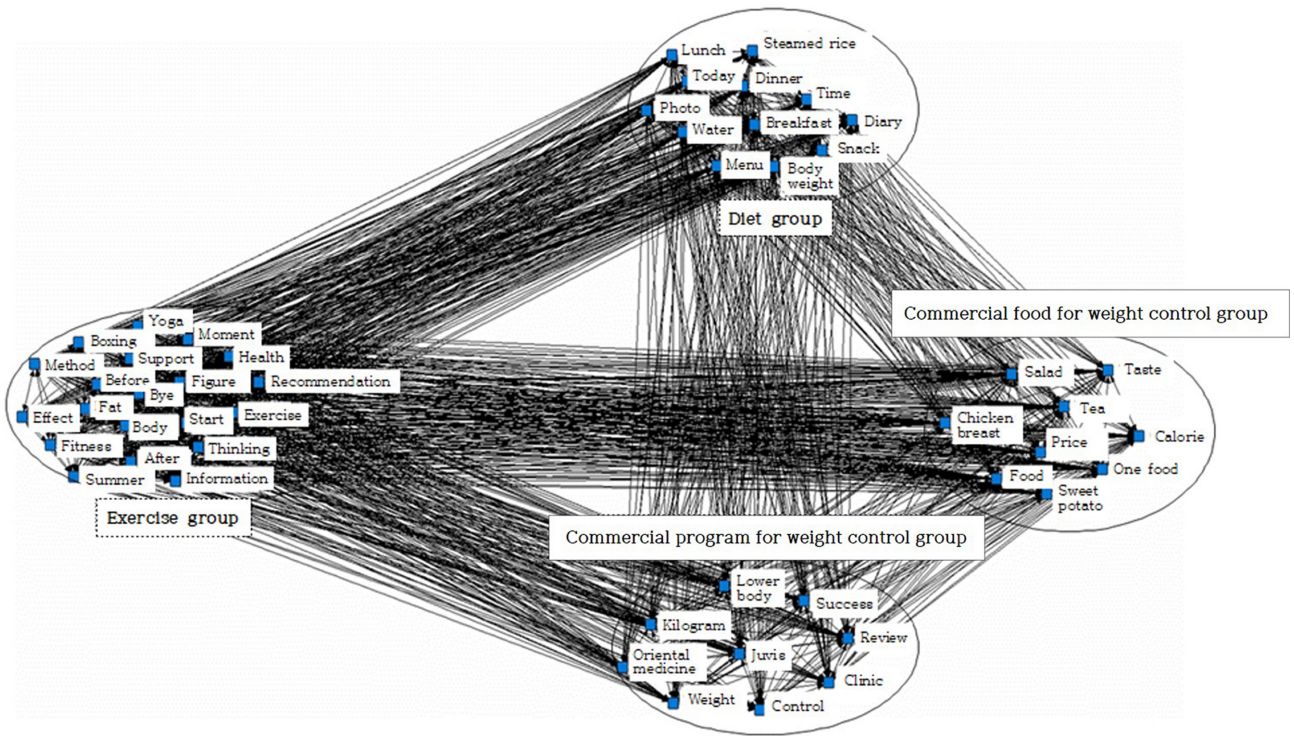 Lunch
Steamed rice
Today
Dinner
Time
Photo
Water
Breakfast
Diary
Snack
Menu
Body
weight
Diet group
Commercial food for weight control group
Yoga
Moment
Boxing
Support
Health
Method
Before
Figure
Recommendation
Bye
Effect
Fat
Start
Exercise
Body
Fitness
After
Thinking
Summer
Information
Exercise group
Salad
Taste
Tea
Chicken
breast
Price
Calorie
Food
One food
Sweet
potato
Commercial program for weight control group
Lower
body
Success
Kilogram
Review
Oriental
medicine
Juvis
Clinic
Weight
Control